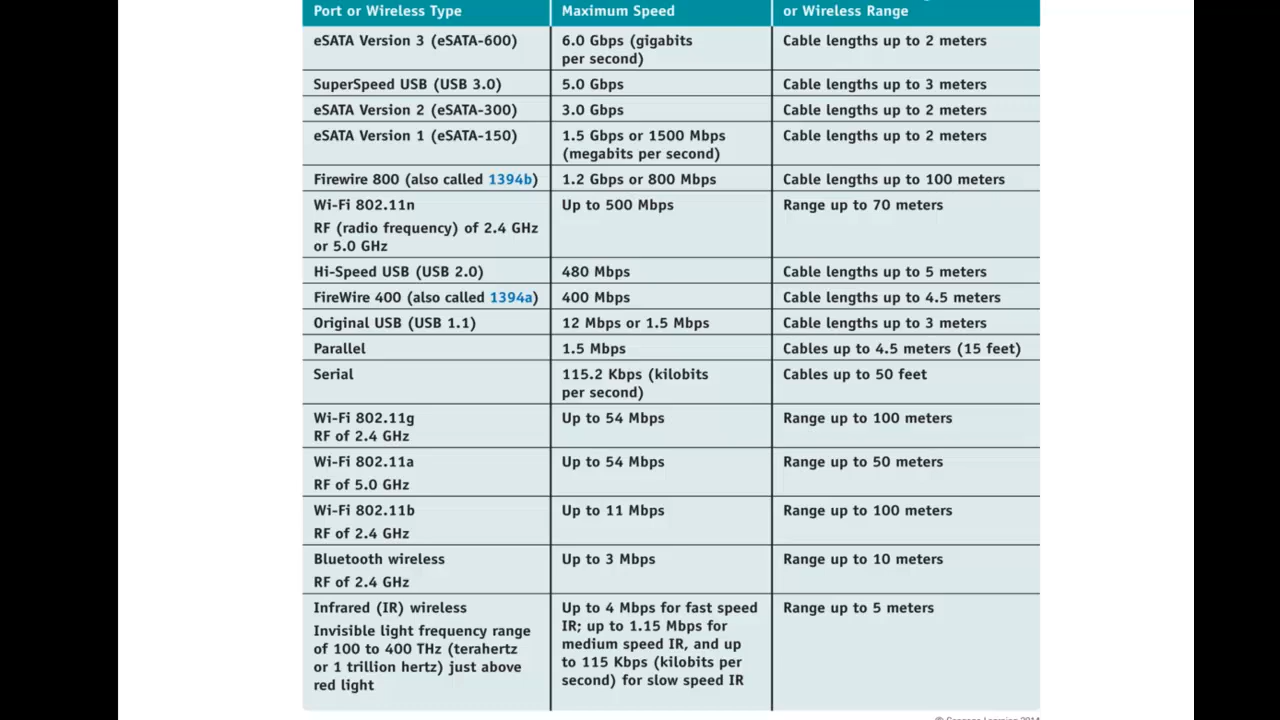 Port or Wireless Type
Maximum Speed
or Wireless Range
eSATA Version 3 (eSATA-600)
6.0 Gbps (gigabits
per second)
Cable lengths up to 2 meters
SuperSpeed USB (USB 3.0)
5.0 Gbps
Cable lengths up to 3 meters
eSATA Version 2 (eSATA-300)
3.0 Gbps
Cable lengths up to 2 meters
eSATA Version 1 (eSATA-150)
1.5 Gbps or 1500 Mbps
(megabits per second)
Cable lengths up to 2 meters
Firewire 800 (also called 1394b)
1.2 Gbps or 800 Mbps
Cable lengths up to 100 meters
Wi-Fi 802.11n
RF (radio frequency) of 2.4 GHz
or 5.0 GHz
Up to 500 Mbps
Range up to 70 meters
Hi-Speed USB (USB 2.0)
480 Mbps
Cable lengths up to 5 meters
FireWire 400 (also called 1394a)
400 Mbps
Cable lengths up to 4.5 meters
Original USB (USB 1.1)
12 Mbps or 1.5 Mbps
Cable lengths up to 3 meters
Parallel
1.5 Mbps
Cables up to 4.5 meters (15 feet)
Serial
115.2 Kbps (kilobits
per second)
Cables up to 50 feet
Wi-Fi 802.11g
RF of 2.4 GHz
Up to 54 Mbps
Range up to 100 meters
Wi-Fi 802.11a
RF of 5.0 GHz
Up to 54 Mbps
Range up to 50 meters
Wi-Fi 802.11b
RF of 2.4 GHz
Up to 11 Mbps
Range up to 100 meters
Bluetooth wireless
RF of 2.4 GHz
Up to 3 Mbps
Range up to 10 meters
Infrared (IR) wireless
Invisible light frequency range
of 100 to 400 THz (terahertz
or 1 trillion hertz) just above
red light
Up to 4 Mbps for fast speed
IR; up to 1.15 Mbps for
medium speed IR, and up
to 115 Kbps (kilobits per
second) for slow speed IR
Range up to 5 meters